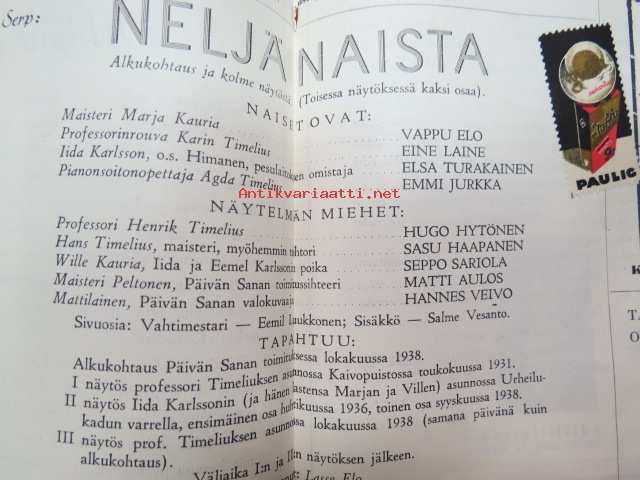 Serp:
NELJÄ NAISTA
Alkukohtaus ja kolme näytöstä. (Toisessa näytöksessä kaksi osaa).
NAISET OVAT:
Maisteri Marja Kauria VAPPU ELO
Professorinrouva Karin Timelius EINE LAINE
Iida Karlsson, o.s. Himanen, pesulaitoksen omistaja ELSA TURAKAINEN
Pianonsoitonopettaja Agda Timelius EMMI JURKKA
Antikvariaatti.net
NÄYTELMÄN MIEHET:
Professori Henrik Timelius HUGO HYTÖNEN
Hans Timelius, maisteri, myöhemmin tohtori SASU HAAPANEN
Wille Kauria, Iida ja Eemel Karlssonin poika SEPPO SARIOLA
Maisteri Peltonen, Päivän Sanan toimitussihteeri MATTI AULOS
Mattilainen, Päivän Sanan valokuvaaja HANNES VEIVO
Sivuosia: Vahtimestari — Eemil Luukkonen; Sisäkkö — Salme Vesanto.
TAPAHTUU:
Alkukohtaus Päivän Sanan toimituksessa lokakuussa 1938.
I näytös professori Timeliuksen asunnossa Kaivopuistossa toukokuussa 1931.
II näytös Iida Karlssonin (ja hänen lastensa Marjan ja Villen) asunnossa Urheilu-
kadun varrella, ensimäinen osa huhtikuussa 1936, toinen osa syyskuussa 1938.
III näytös prof. Timeliuksen asunnossa lokakuussa 1938 (samana päivänä kuin
alkukohtaus).
Väliaika I:n ja II:n näytöksen jälkeen.
Lasse Elo
PAULIG
K
TA